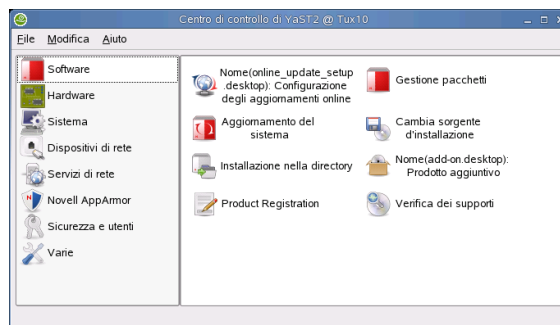 Centro di controllo di YaST2 @ Tux10
File Modifica Aiuto
Software
Hardware
Sistema
Dispositivi di rete
Servizi di rete
Novell AppArmor
Sicurezza e utenti
Varie
Nome(online_update_setup
.desktop): Configurazione
degli aggiornamenti online
Gestione pacchetti
Aggiornamento del
sistema
Cambia sorgente
d'installazione
Installazione nella directory
Nome(add-on.desktop):
Prodotto aggiuntivo
Product Registration
Verifica dei supporti